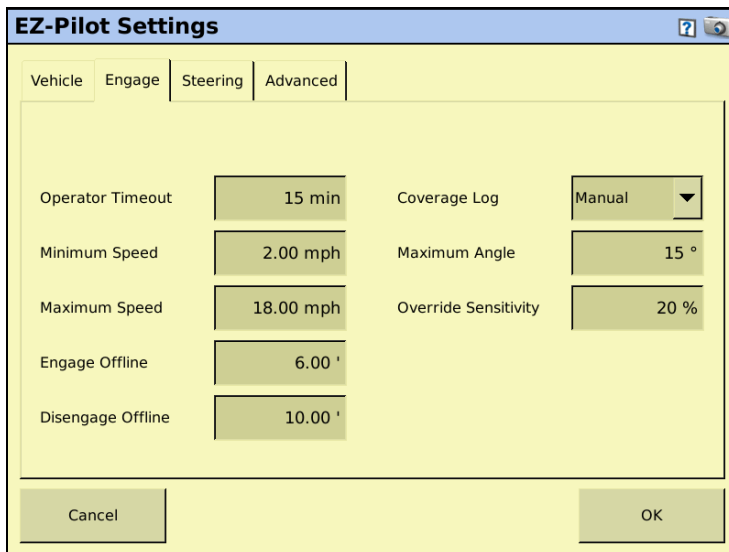 EZ-Pilot Settings
?
Vehicle Engage Steering Advanced
Operator Timeout 15 min Coverage Log Manual
Minimum Speed 2.00 mph Maximum Angle 15 °
Maximum Speed 18.00 mph Override Sensitivity 20 %
Engage Offline 6.00 '
Disengage Offline 10.00 '
Cancel OK